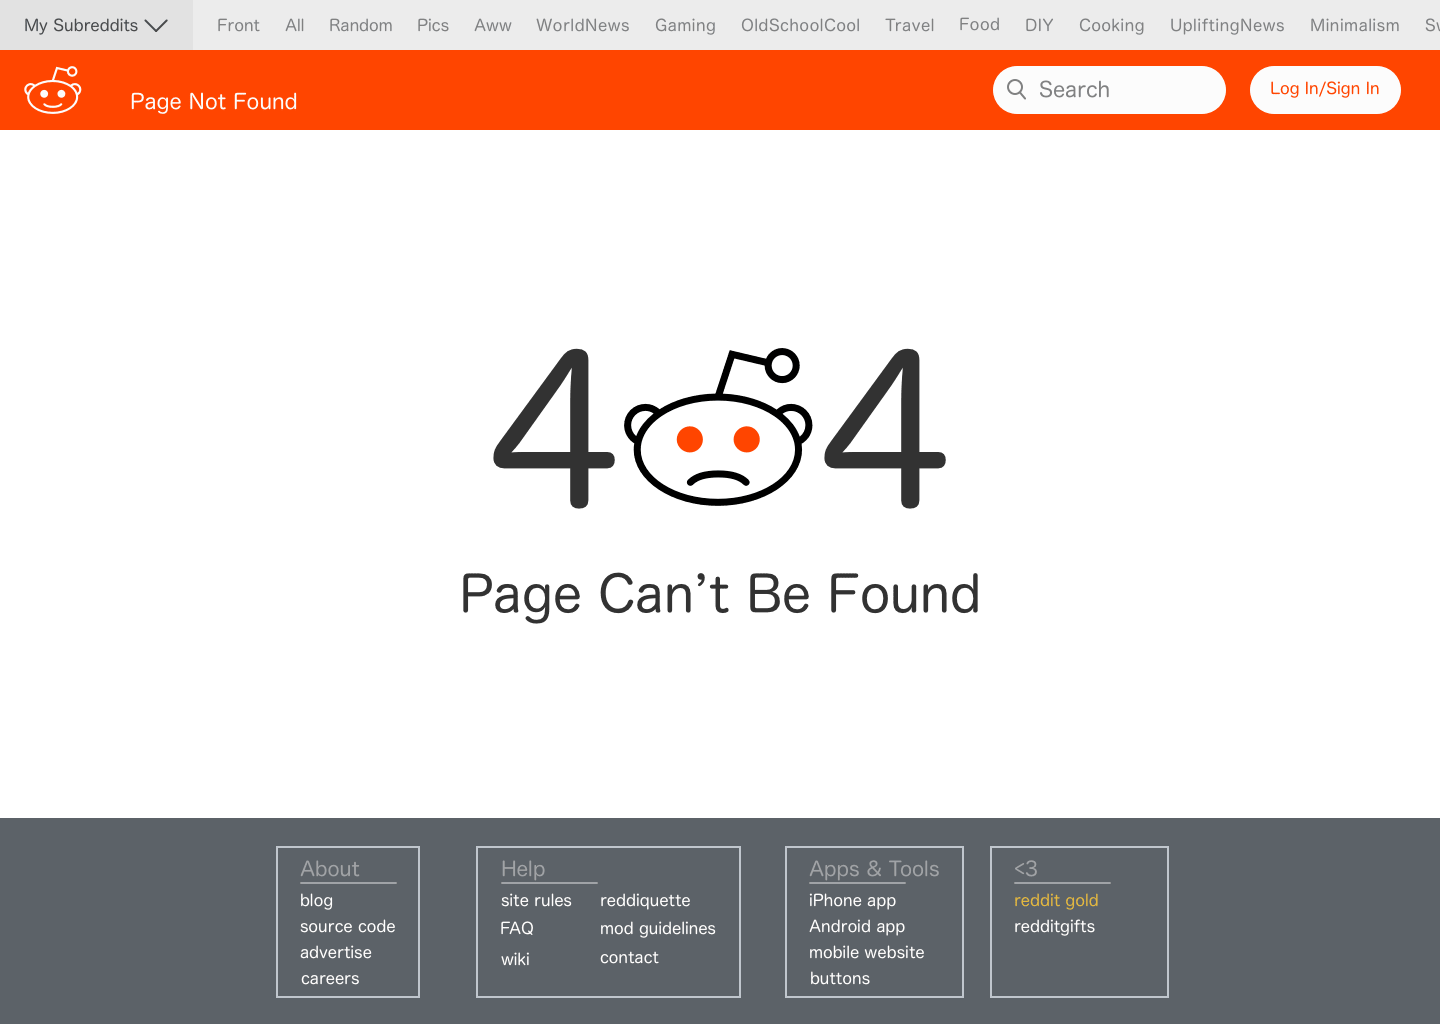 My Subreddits Front All Random Pics Aww WorldNews Gaming OldSchoolCool Travel Food DIY Cooking UpliftingNews Minimalism
Page Not Found Search Log In/Sign In
4 4
Page Can’t Be Found
About
blog
source code
advertise
careers
Help
site rules reddiquette
FAQ mod guidelines
wiki contact
Apps & Tools
iPhone app
Android app
mobile website
buttons
<3
reddit gold
redditgifts